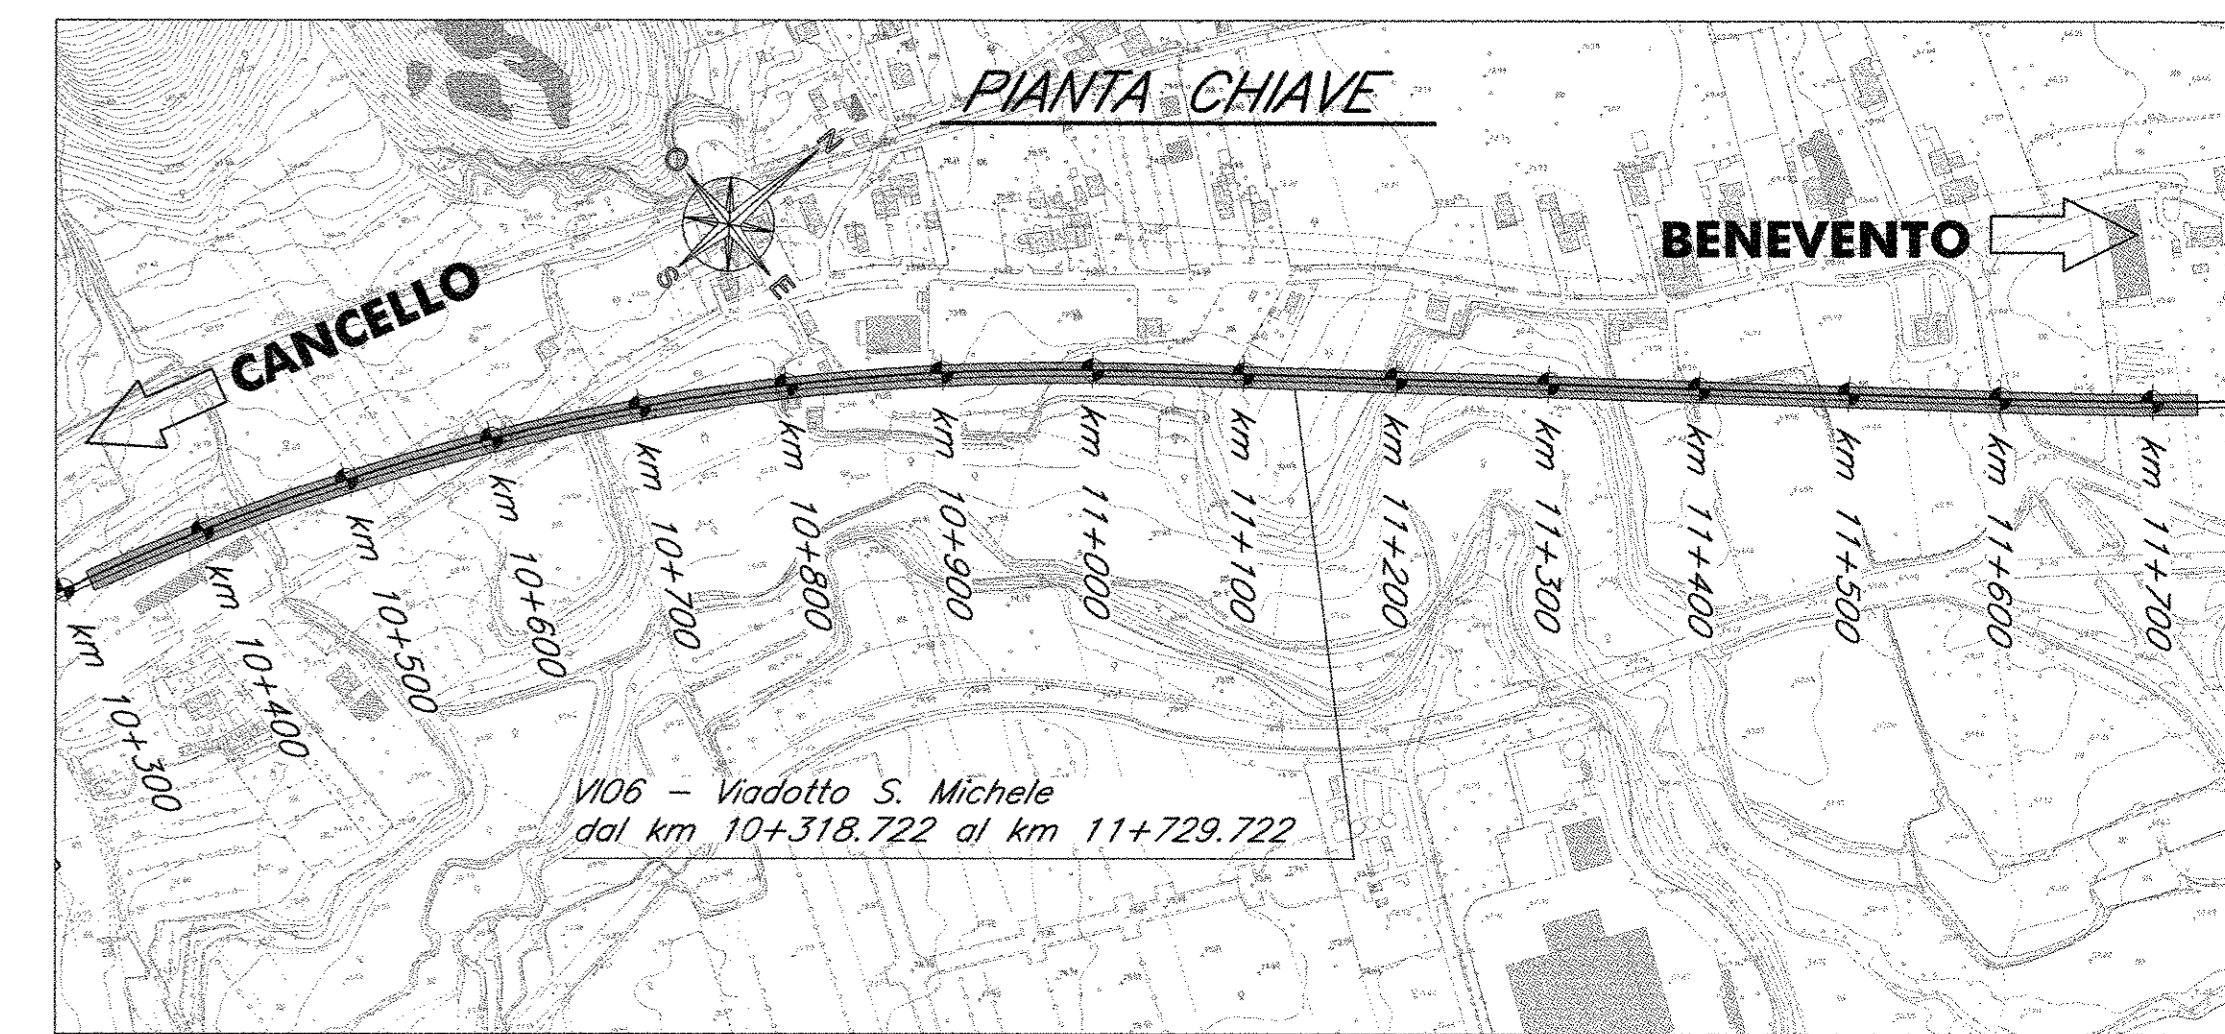 PIANTA CHIAVE
O
N
S
E
CANCELLO
BENEVENTO
km 10+300
km 10+400
km 10+500
km 10+600
km 10+700
km 10+800
km 10+900
km 11+000
km 11+100
km 11+200
km 11+300
km 11+400
km 11+500
km 11+600
km 11+700
VI06 – Viadotto S. Michele
dal km 10+318.722 al km 11+729.722